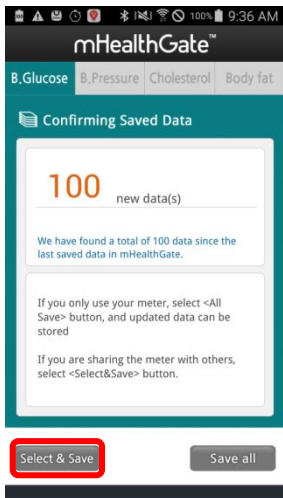 100% 9:36 AM
mHealthGate™
B.Glucose B.Pressure Cholesterol Body fat
Confirming Saved Data
100 new data(s)
We have found a total of 100 data since the
last saved data in mHealthGate.
If you only use your meter, select <All
Save> button, and updated data can be
stored
If you are sharing the meter with others,
select <Select&Save> button.
Select & Save Save all